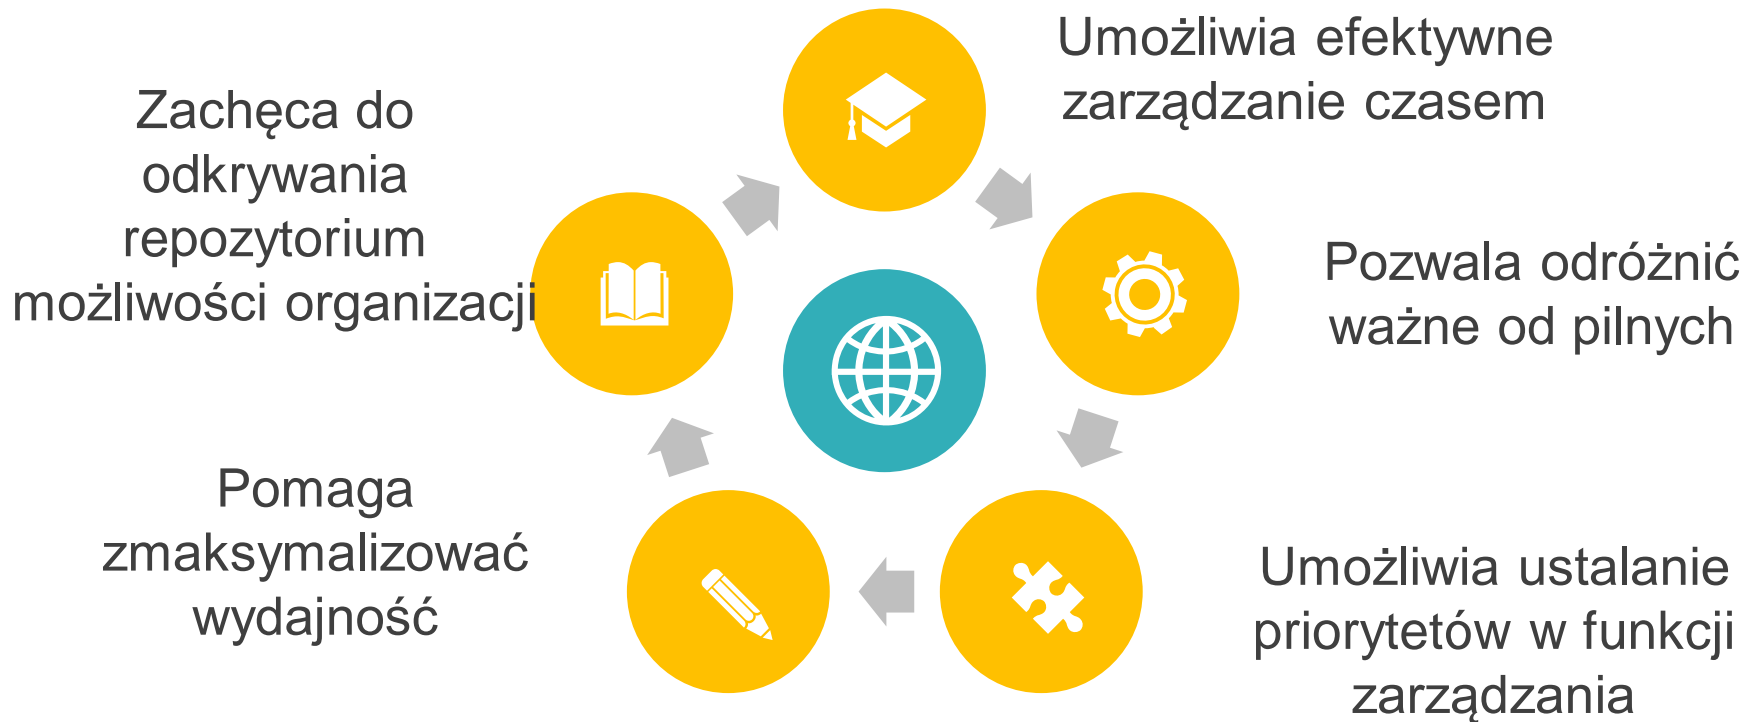 Umożliwia efektywne
zarządzanie czasem
Pozwala odróżnić
ważne od pilnych
Umożliwia ustalanie
priorytetów w funkcji
zarządzania
Pomaga
zmaksymalizować
wydajność
Zachęca do
odkrywania
repozytorium
możliwości organizacji